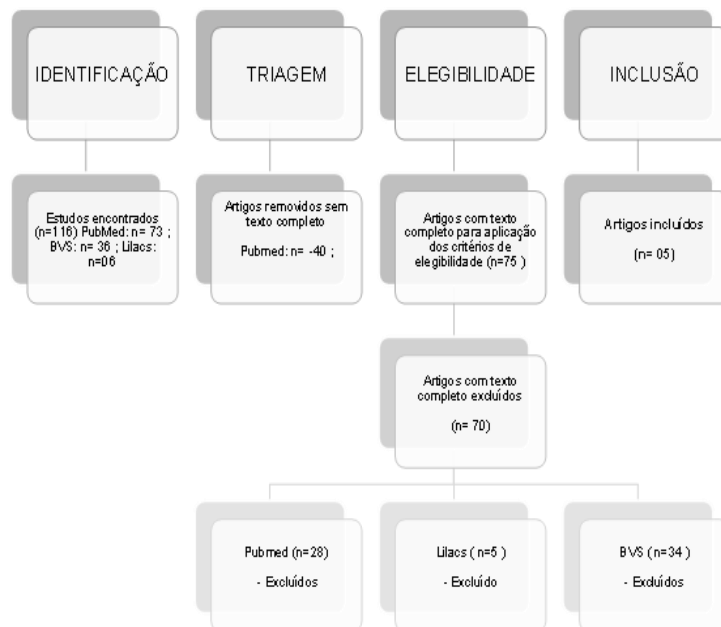 IDENTIFICAÇÃO
TRIAGEM
ELEGIBILIDADE
INCLUSÃO
Estudos encontrados
(n=116) PubMed: n= 73 ;
BVS: n= 36 ; Lilacs:
n=06
Artigos removidos sem
texto completo
Pubmed: n= -40 ;
Artigos com texto
completo para aplicação
dos critérios de
elegibilidade (n=75 )
Artigos incluídos
(n= 05)
Artigos com texto
completo excluídos
(n= 70)
Pubmed (n=28)
- Excluídos
Lilacs ( n=5 )
- Excluído
BVS (n=34 )
- Excluídos